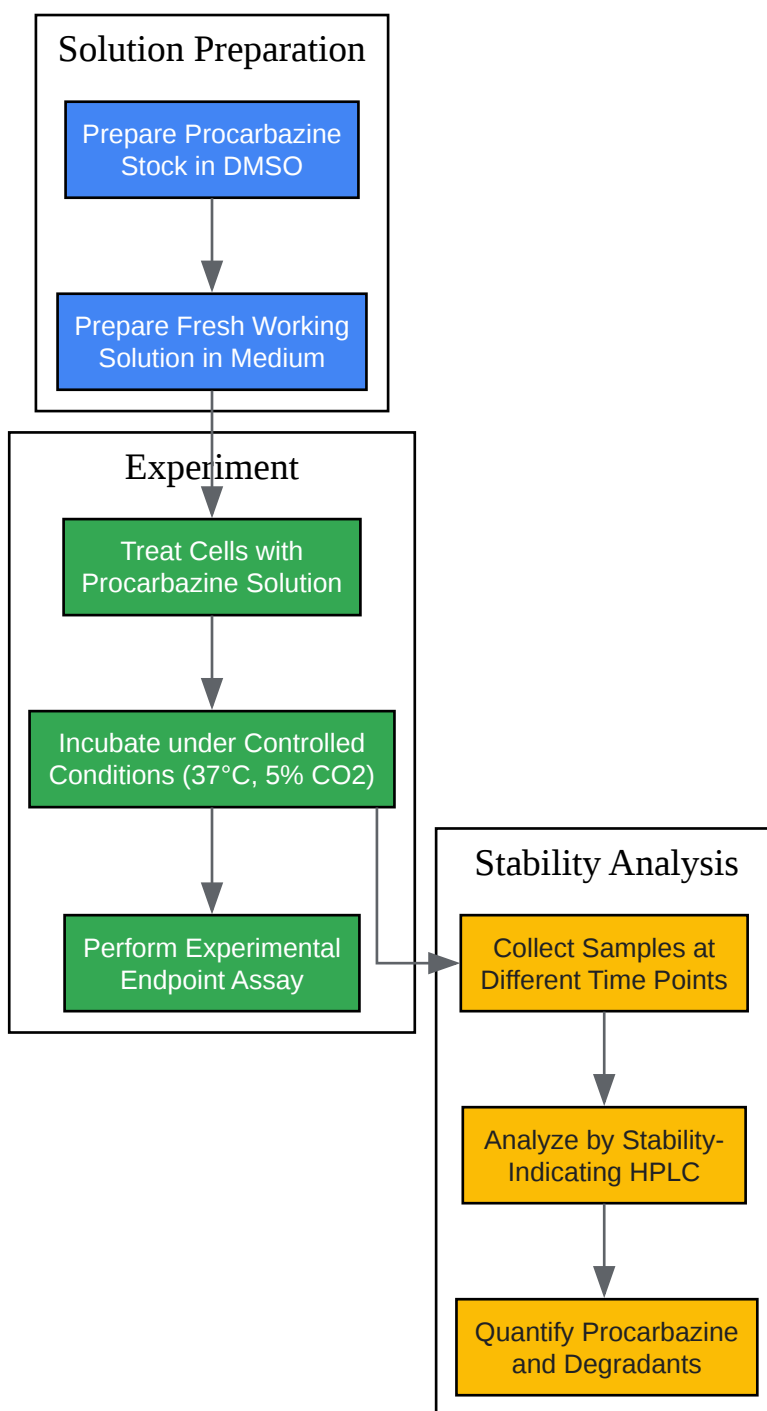 Solution Preparation
Prepare Procarbazine
Stock in DMSO
Prepare Fresh Working
Solution in Medium
Experiment
Treat Cells with
Procarbazine Solution
Incubate under Controlled
Conditions (37°C, 5% CO2)
Perform Experimental
Endpoint Assay
Stability Analysis
Collect Samples at
Different Time Points
Analyze by Stability-
Indicating HPLC
Quantify Procarbazine
and Degradants